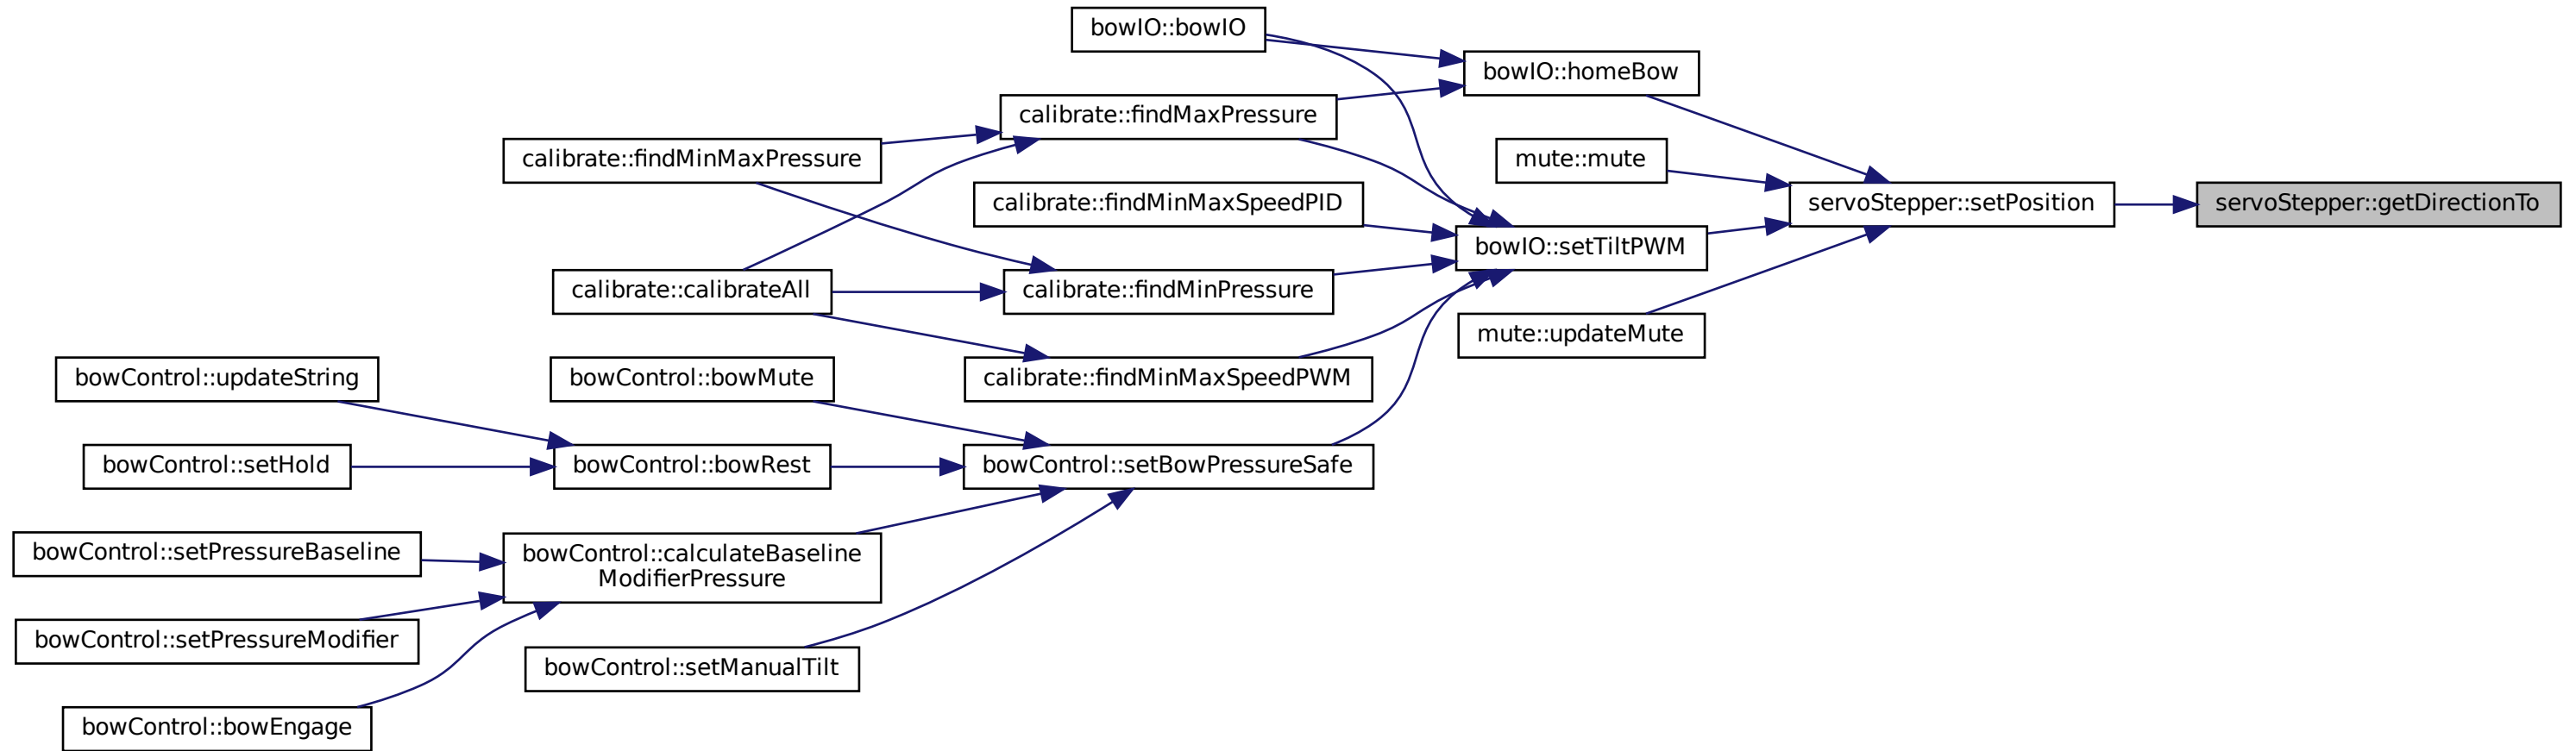 bowIO::bowIO
bowIO::homeBow
calibrate::findMaxPressure
calibrate::findMinMaxPressure
mute::mute
calibrate::findMinMaxSpeedPID
servoStepper::setPosition
servoStepper::getDirectionTo
bowIO::setTiltPWM
calibrate::calibrateAll
calibrate::findMinPressure
mute::updateMute
bowControl::updateString
bowControl::bowMute
calibrate::findMinMaxSpeedPWM
bowControl::setHold
bowControl::bowRest
bowControl::setBowPressureSafe
bowControl::setPressureBaseline
bowControl::calculateBaseline
ModifierPressure
bowControl::setPressureModifier
bowControl::setManualTilt
bowControl::bowEngage